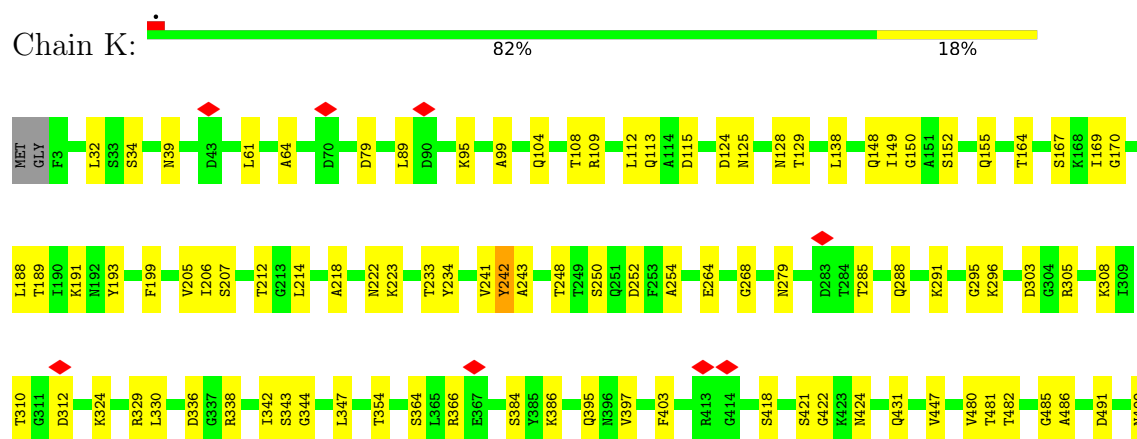 Chain K:
82% 18%
MET GLY F3 L32 S33 S34 N39 D43 L61 A64 D70 D79 L89 D90 K95 A99 Q104 T108 R109 L112 Q113 A114 D115 D124 N125 N128 T129 L138 Q148 I149 G150 A151 S152 Q155 T164 S167 K168 I169 G170
L188 T189 I190 K191 N192 Y193 F199 V205 I206 S207 T212 G213 L214 A218 N222 K223 T233 Y234 V241 Y242 A243 T248 T249 S250 Q251 D252 F253 A254 E264 G268 N279 D283 T284 T285 Q288 K291 G295 K296 D303 G304 R305 K308 I309
T310 G311 D312 K324 R329 L330 D336 G337 R338 I342 S343 G344 L347 T354 S364 L365 R366 E367 S384 Y385 K386 Q395 N396 V397 F403 R413 G414 S418 S421 G422 K423 N424 Q431 V447 V480 T481 T482 G485 A486 D491